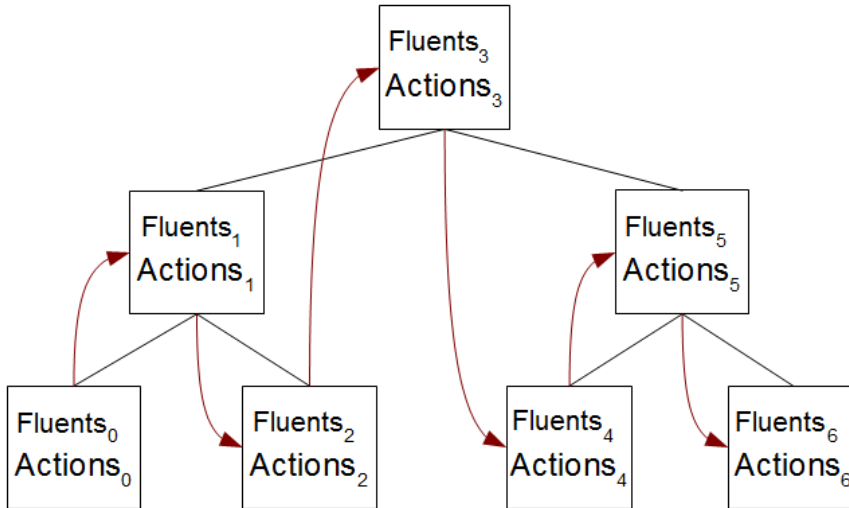 Fluents₃
Actions₃
Fluents₁
Actions₁
Fluents₅
Actions₅
Fluents₀
Actions₀
Fluents₂
Actions₂
Fluents₄
Actions₄
Fluents₆
Actions₆